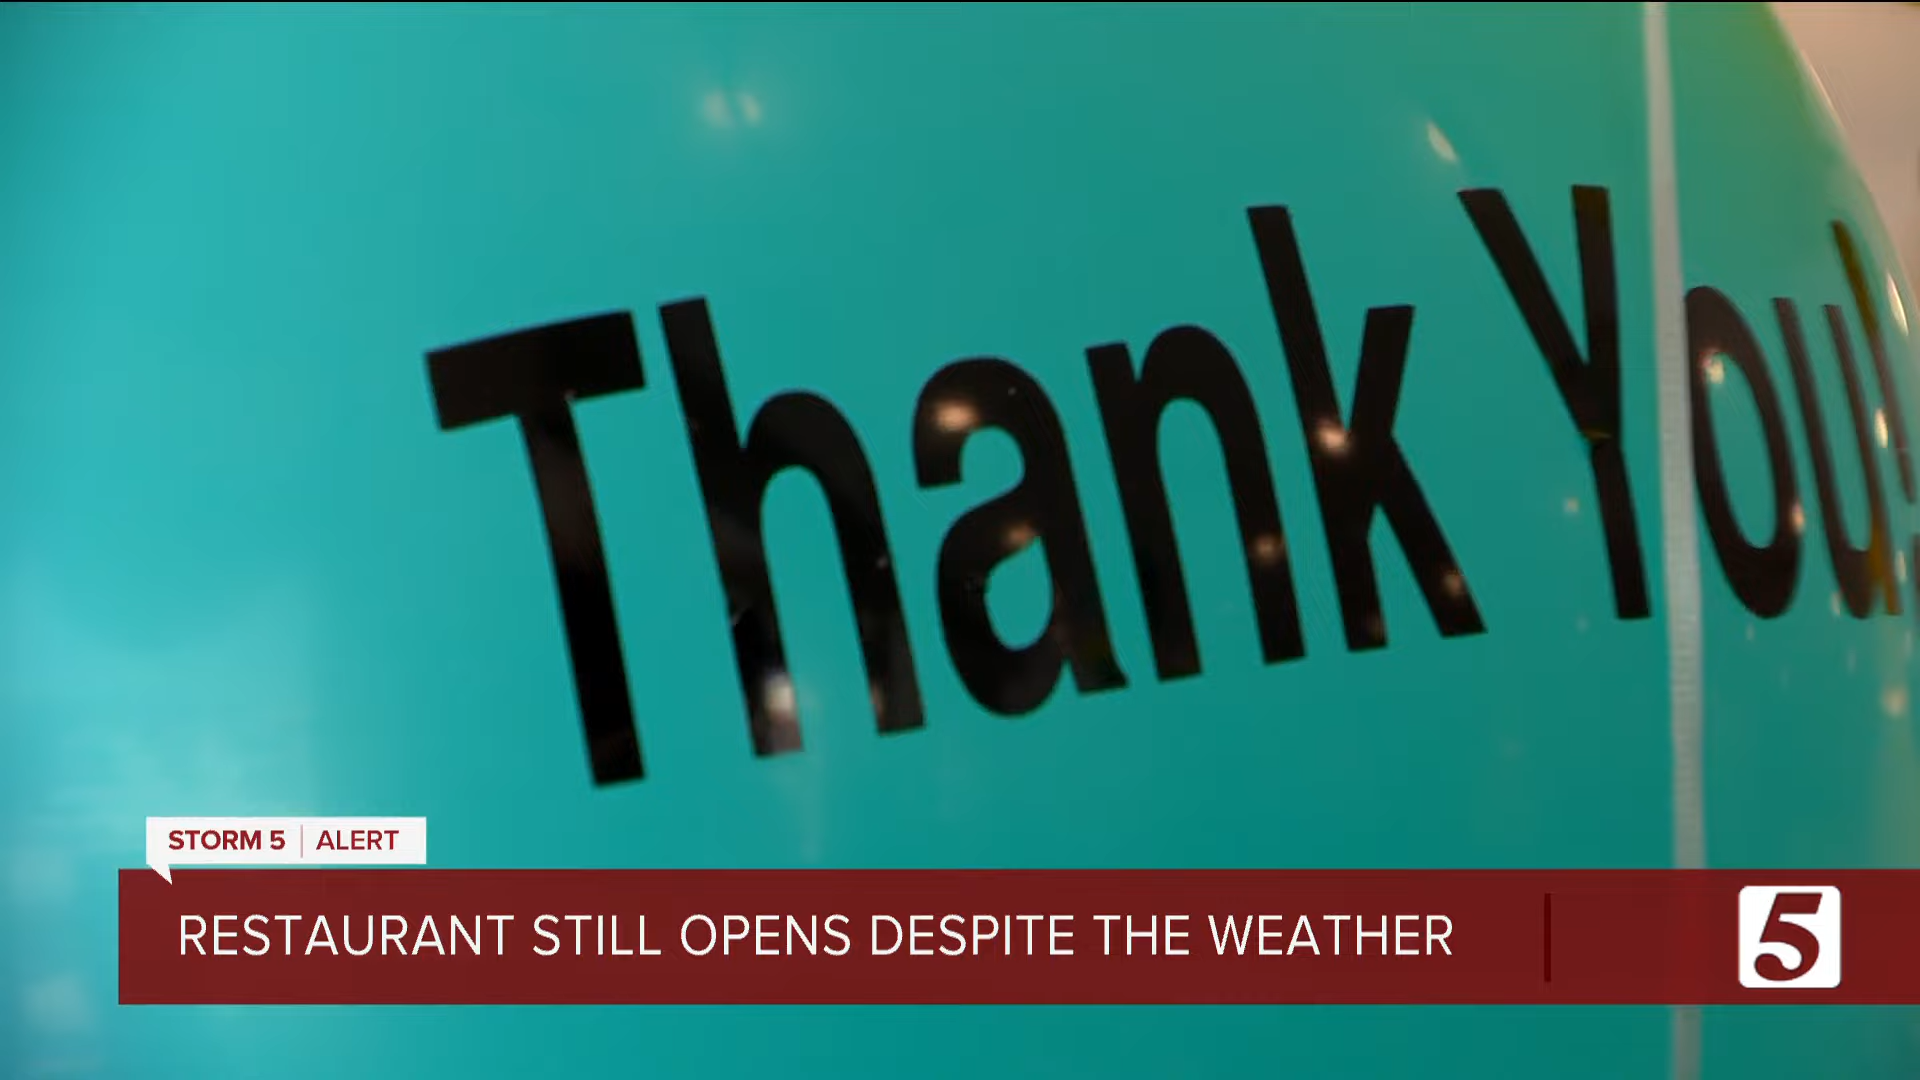 Thank You!
STORM 5 | ALERT
RESTAURANT STILL OPENS DESPITE THE WEATHER
5